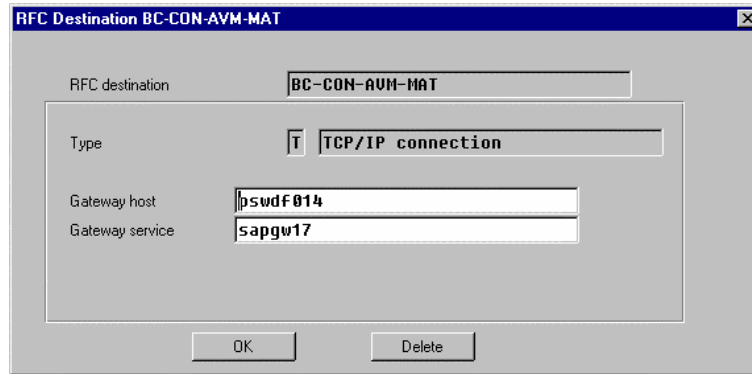 RFC Destination BC-CON-AVM-MAT
RFC destination BC-CON-AVM-MAT
Type T TCP/IP connection
Gateway host pswdf014
Gateway service sapgw17
OK Delete